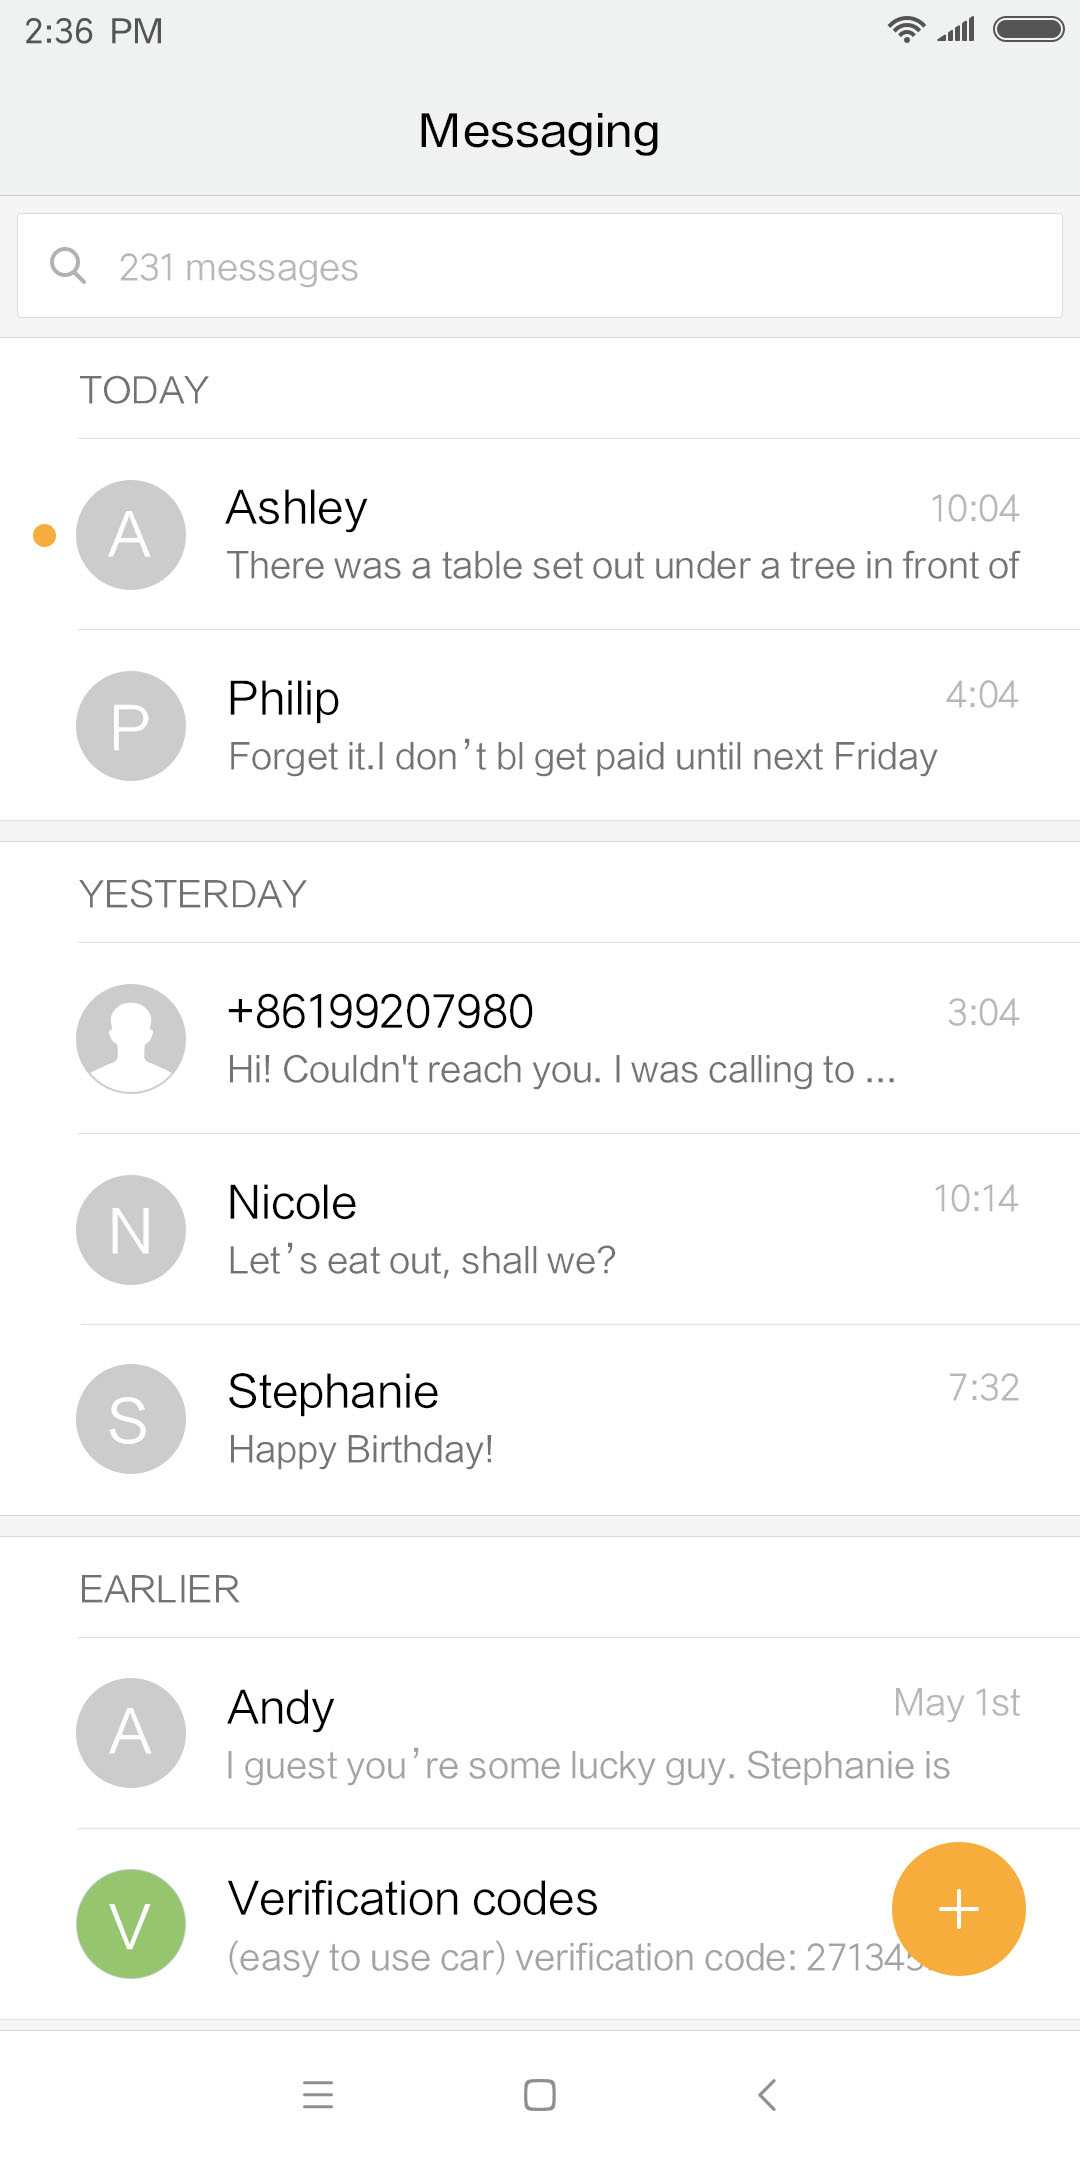 2:36 PM
Messaging
231 messages
TODAY
A
Ashley
10:04
There was a table set out under a tree in front of
P
Philip
4:04
Forget it.I don’t bl get paid until next Friday
YESTERDAY
+86199207980
3:04
Hi! Couldn't reach you. I was calling to ...
N
Nicole
10:14
Let’s eat out, shall we?
S
Stephanie
7:32
Happy Birthday!
EARLIER
A
Andy
May 1st
I guest you’re some lucky guy. Stephanie is
V
Verification codes
(easy to use car) verification code: 27134